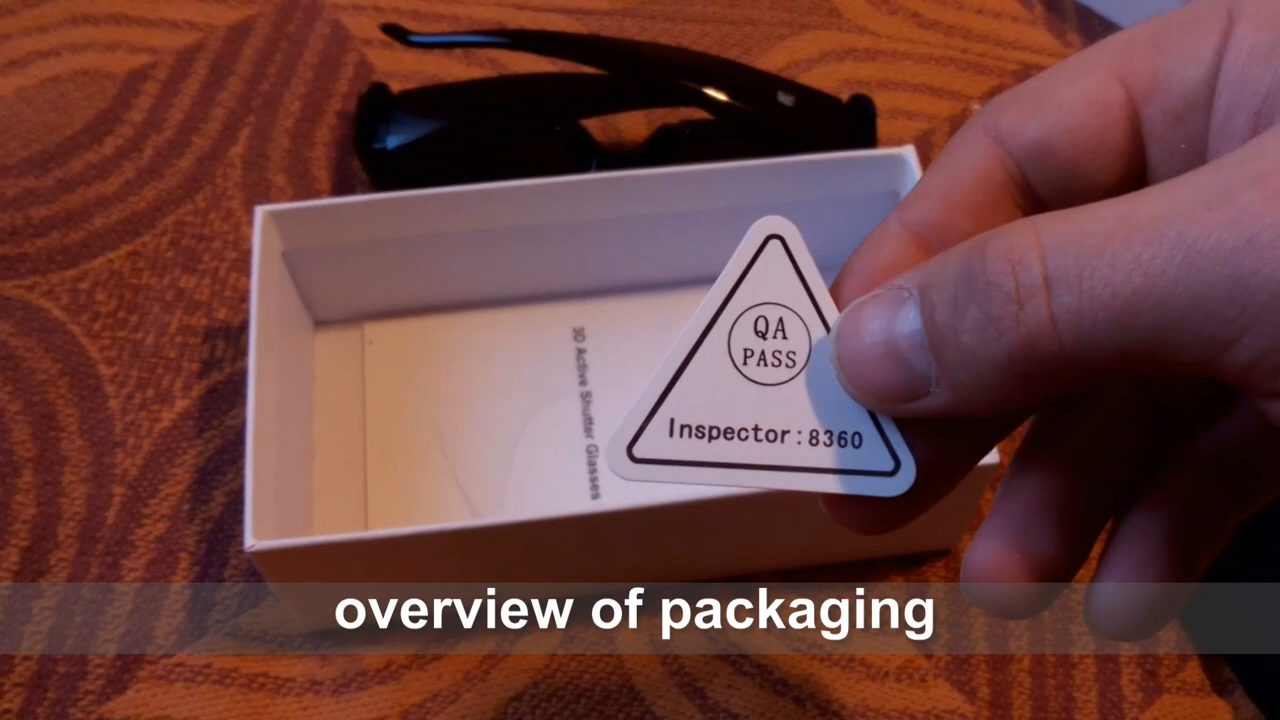 3D Active Shutter Glasses
QA
PASS
Inspector:8360
overview of packaging